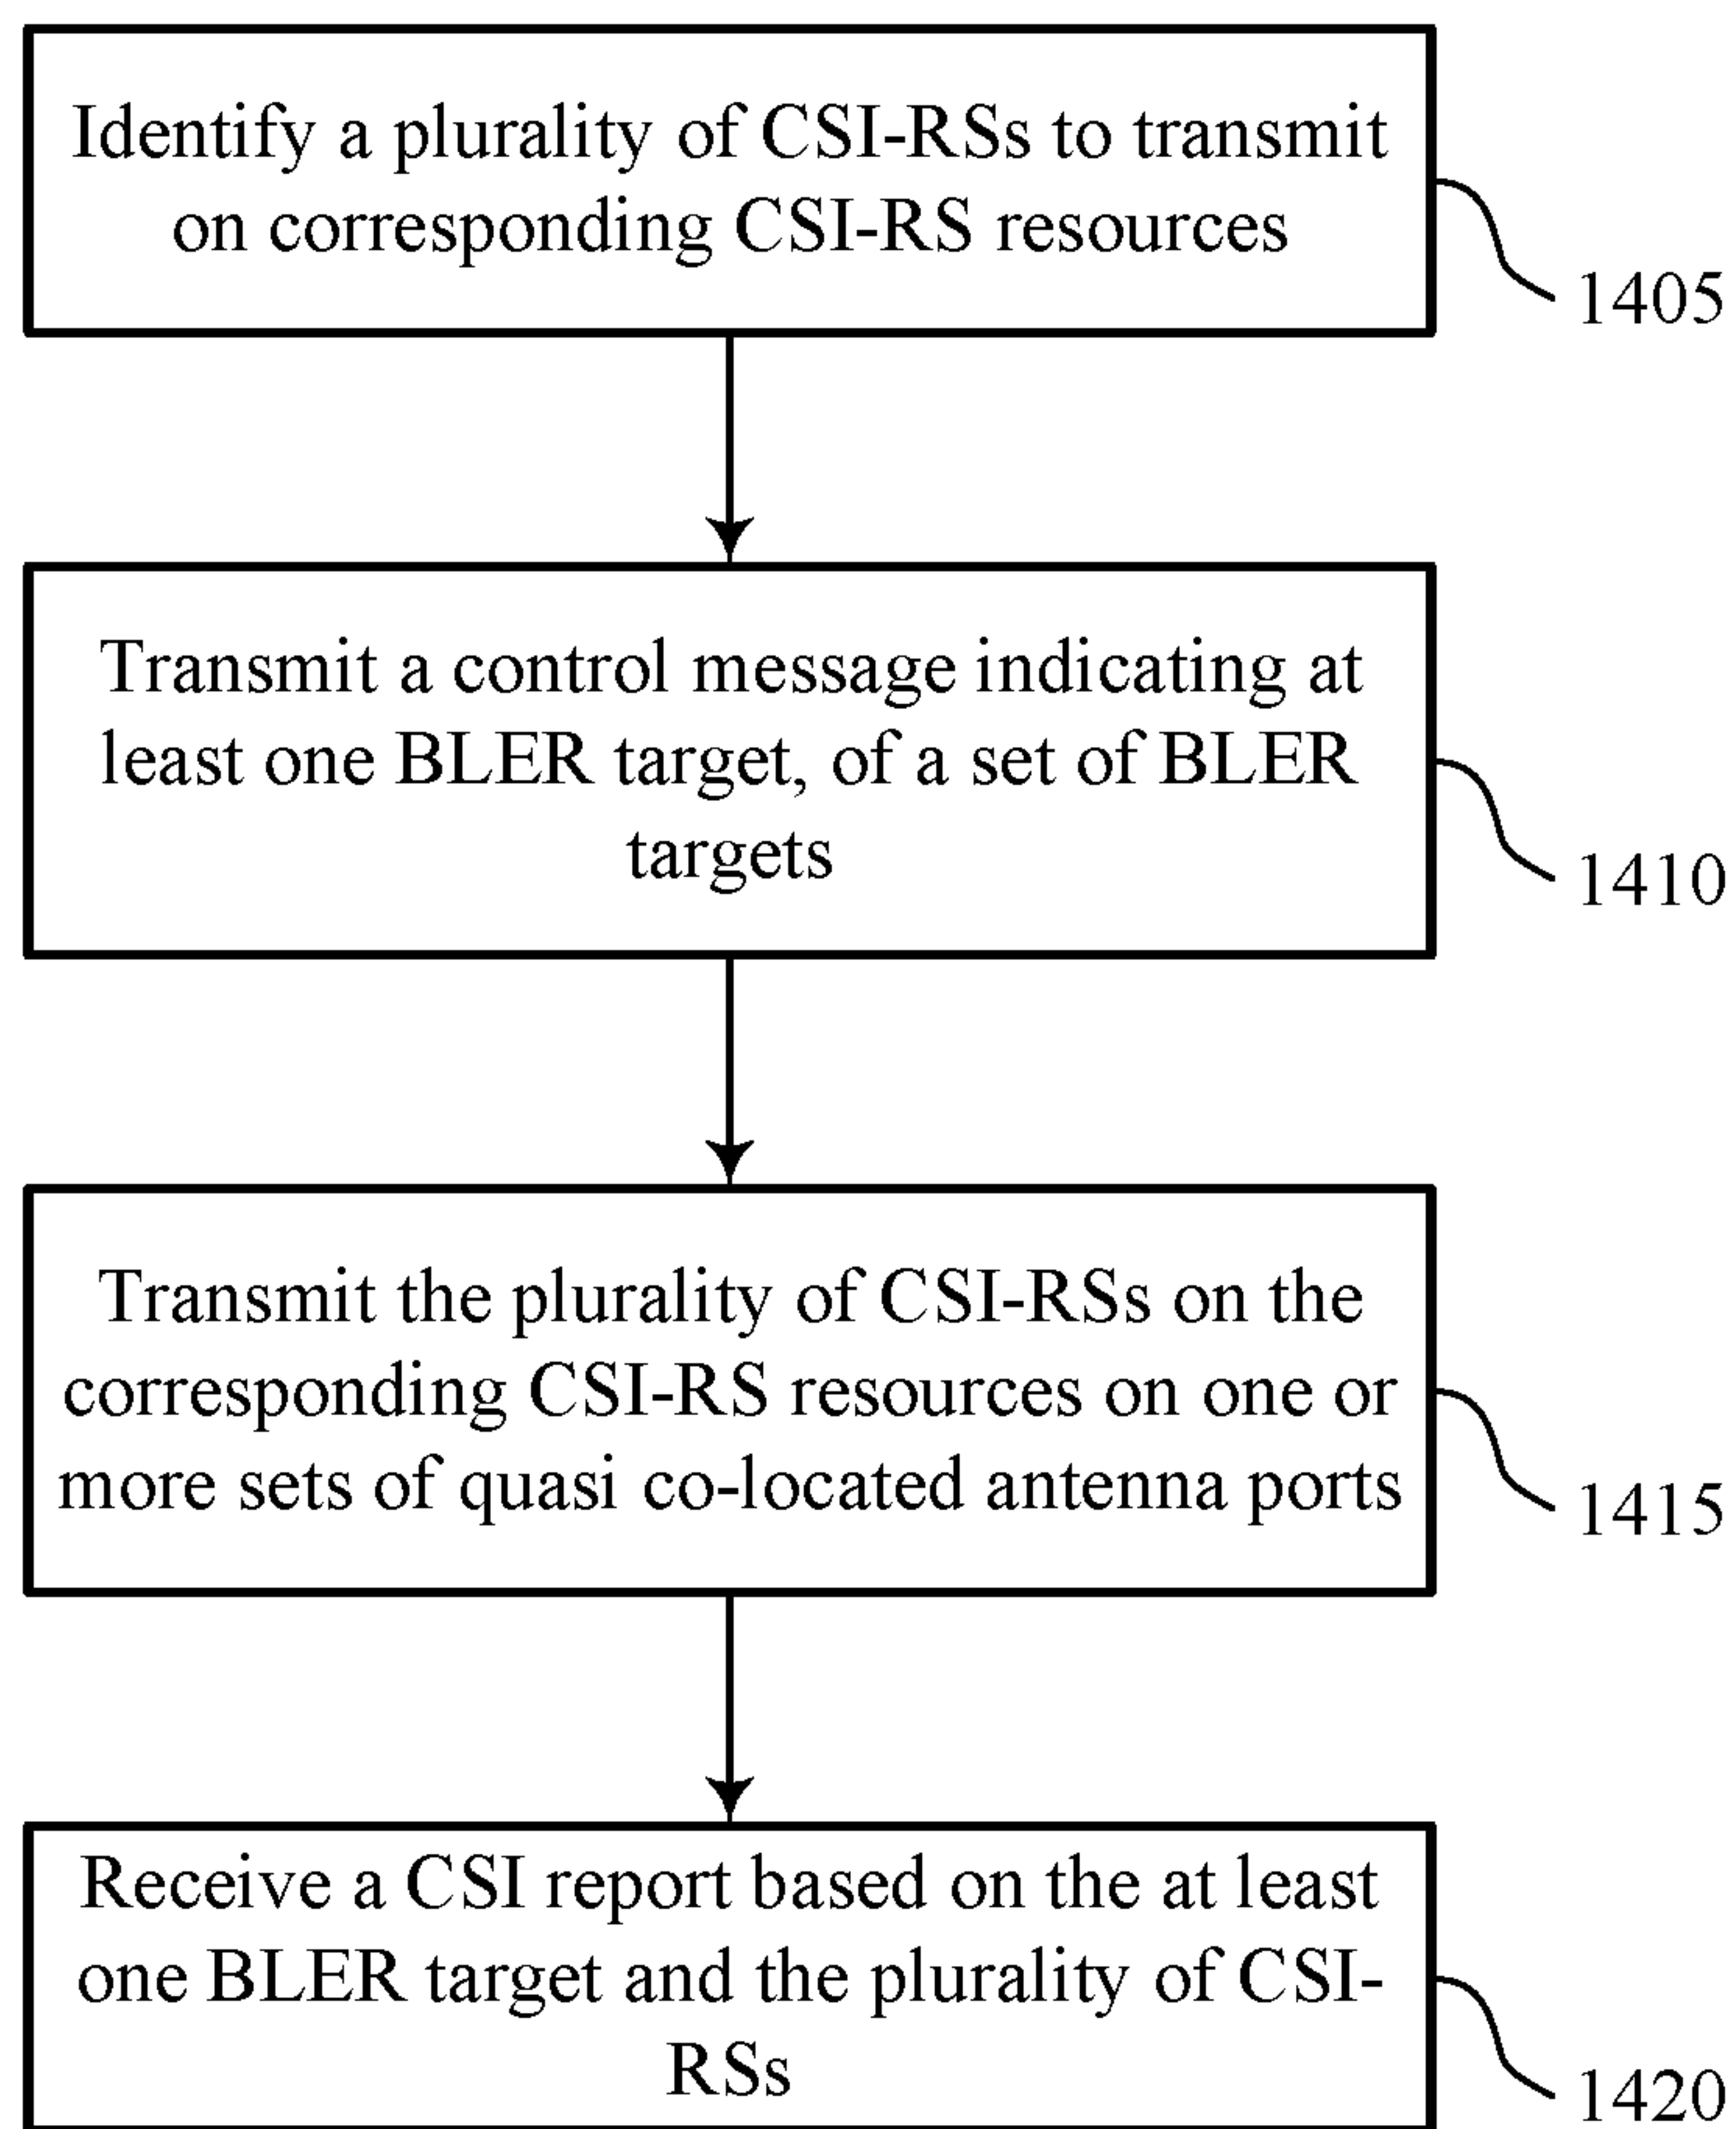 Identify a plurality of CSI-RSs to transmit
on corresponding CSI-RS resources
1405
Transmit a control message indicating at
least one BLER target, of a set of BLER
targets
1410
Transmit the plurality of CSI-RSs on the
corresponding CSI-RS resources on one or
more sets of quasi co-located antenna ports
1415
Receive a CSI report based on the at least
one BLER target and the plurality of CSI-
RSs
1420